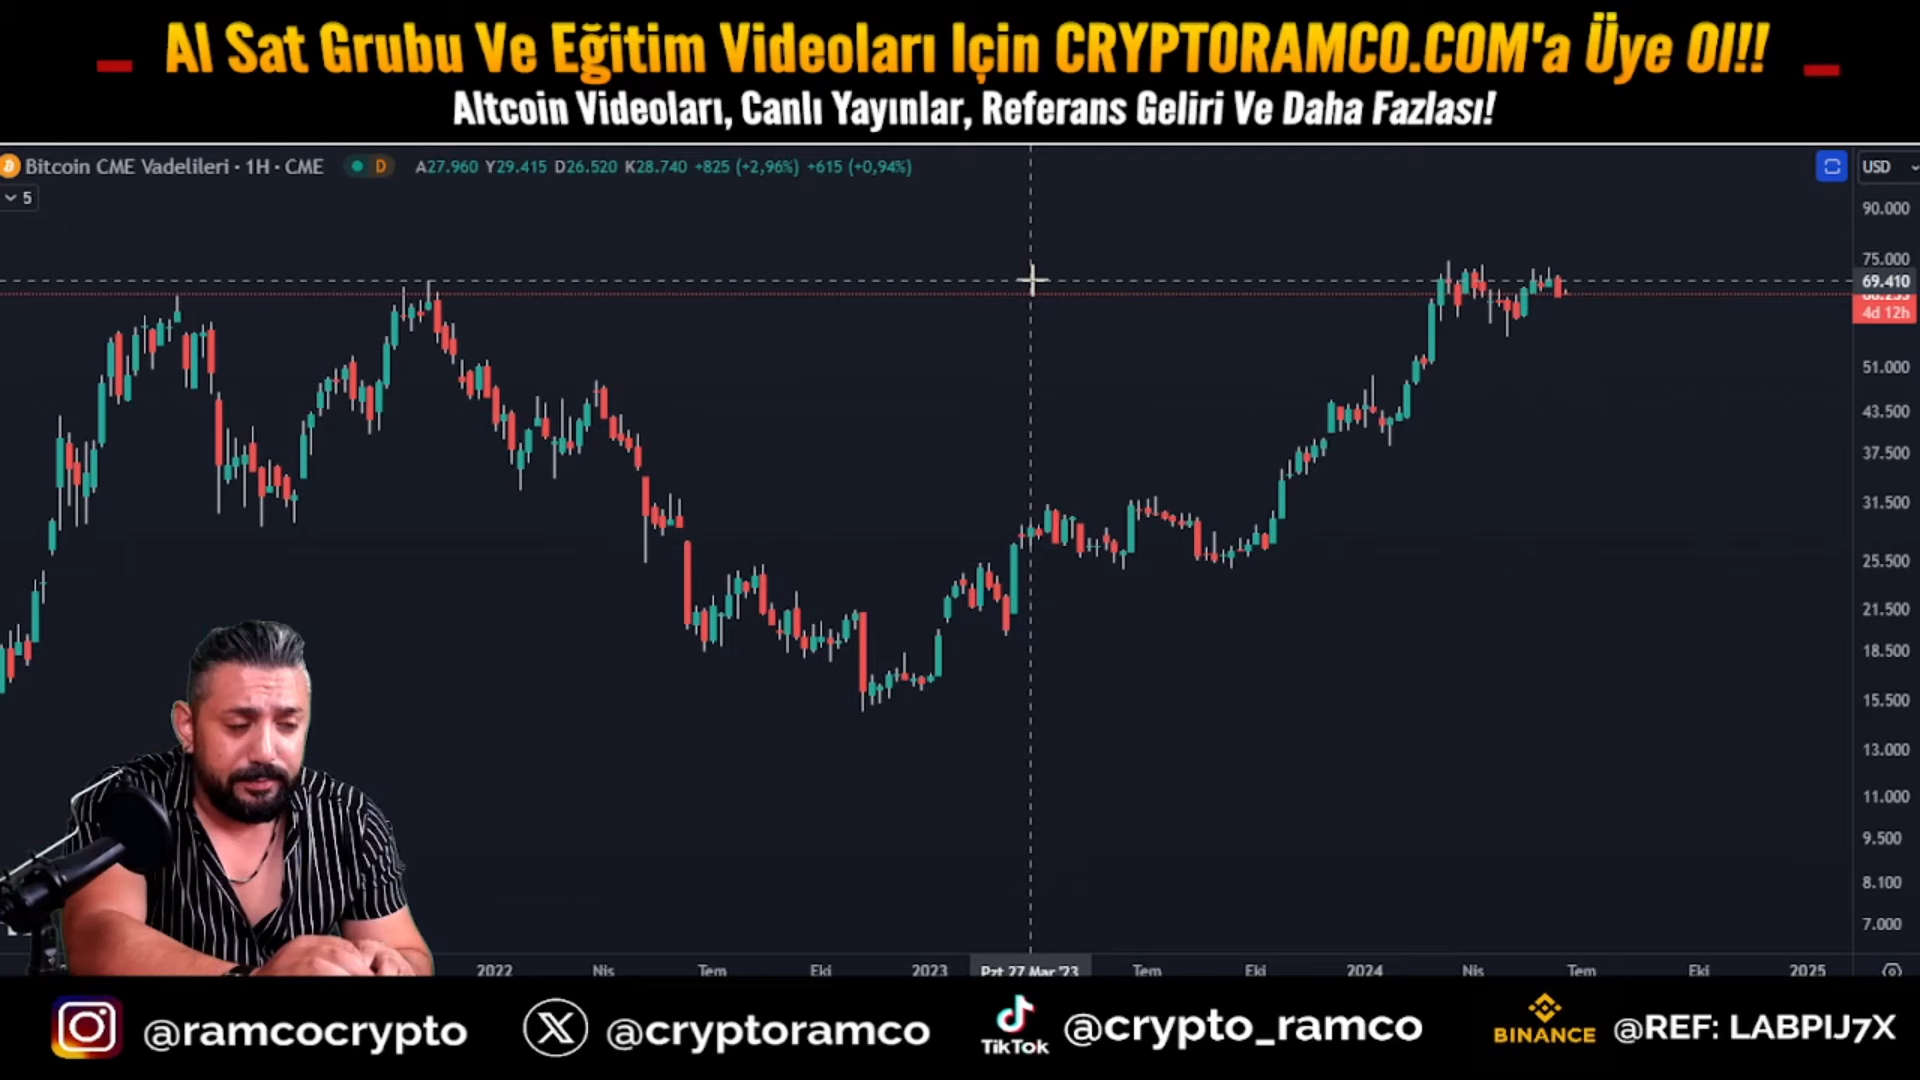 Al Sat Grubu Ve Eğitim Videoları Için CRYPTORAMCO.COM'a Üye Ol!!
Altcoin Videoları, Canlı Yayınlar, Referans Geliri Ve Daha Fazlası!
Bitcoin CME Vadelileri · 1H · CME D A27.960 Y29.415 D26.520 K28.740 +825 (+2,96%) +615 (+0,94%)
USD
5
90.000
75.000
69.410
4d 12h
51.000
43.500
37.500
31.500
25.500
21.500
18.500
15.500
13.000
11.000
9.500
8.100
7.000
2022 Nis Tem Eki 2023 Pzt 27 Mar '23 Tem Eki 2024 Nis Tem Eki 2025
@ramcocrypto @cryptoramco TikTok @crypto_ramco BINANCE @REF: LABPIJ7X